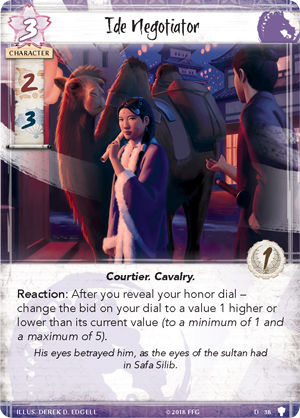 3
Ide Negotiator
CHARACTER
2
3
1
Courtier. Cavalry.
Reaction: After you reveal your honor dial –
change the bid on your dial to a value 1 higher or
lower than its current value (to a minimum of 1 and
a maximum of 5).
His eyes betrayed him, as the eyes of the sultan had
in Safa Silib.
ILLUS. DEREK D. EDGELL
© 2018 FFG